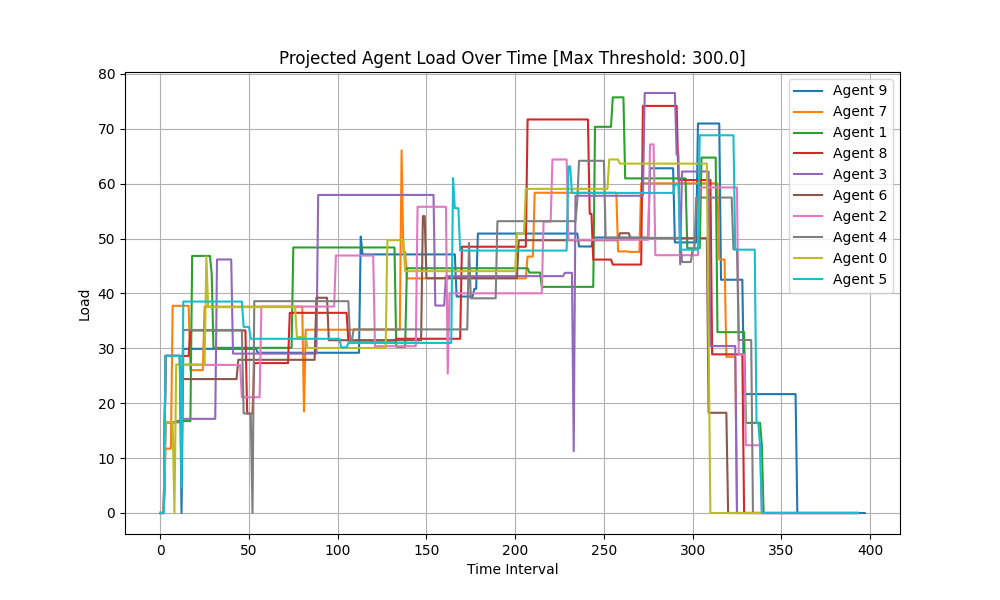 Projected Agent Load Over Time [Max Threshold: 300.0]
80
70
60
50
40
30
20
10
0
Load
0 50 100 150 200 250 300 350 400
Time Interval
Agent 9
Agent 7
Agent 1
Agent 8
Agent 3
Agent 6
Agent 2
Agent 4
Agent 0
Agent 5